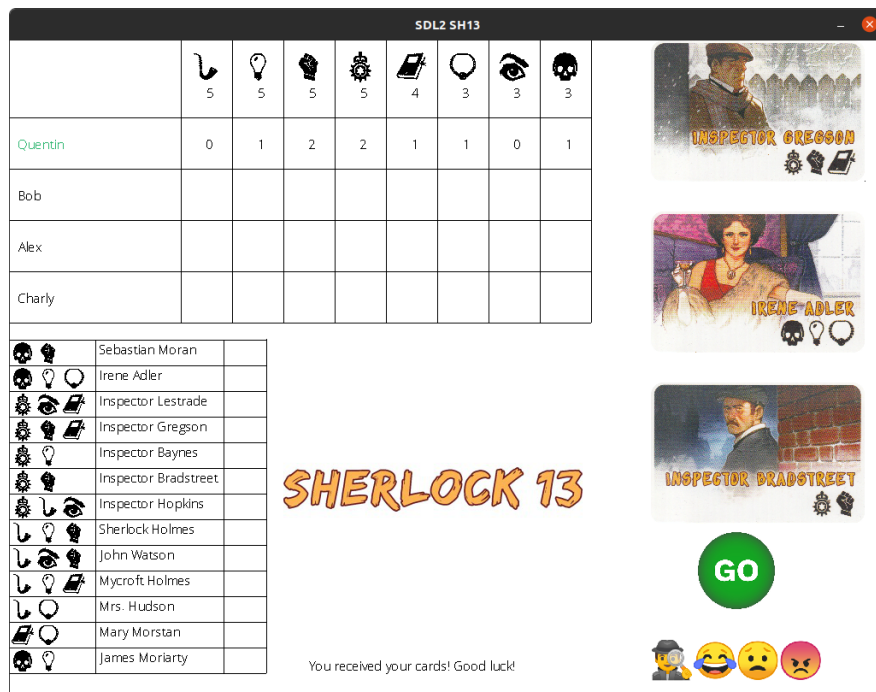 SDL2 SH13
5 5 5 5 4 3 3 3
Quentin 0 1 2 2 1 1 0 1
Bob
Alex
Charly
INSPECTOR GREGSON
IRENE ADLER
INSPECTOR BRADSTREET
Sebastian Moran
Irene Adler
Inspector Lestrade
Inspector Gregson
Inspector Baynes
Inspector Bradstreet
Inspector Hopkins
Sherlock Holmes
John Watson
Mycroft Holmes
Mrs. Hudson
Mary Morstan
James Moriarty
SHERLOCK 13
GO
You received your cards! Good luck!